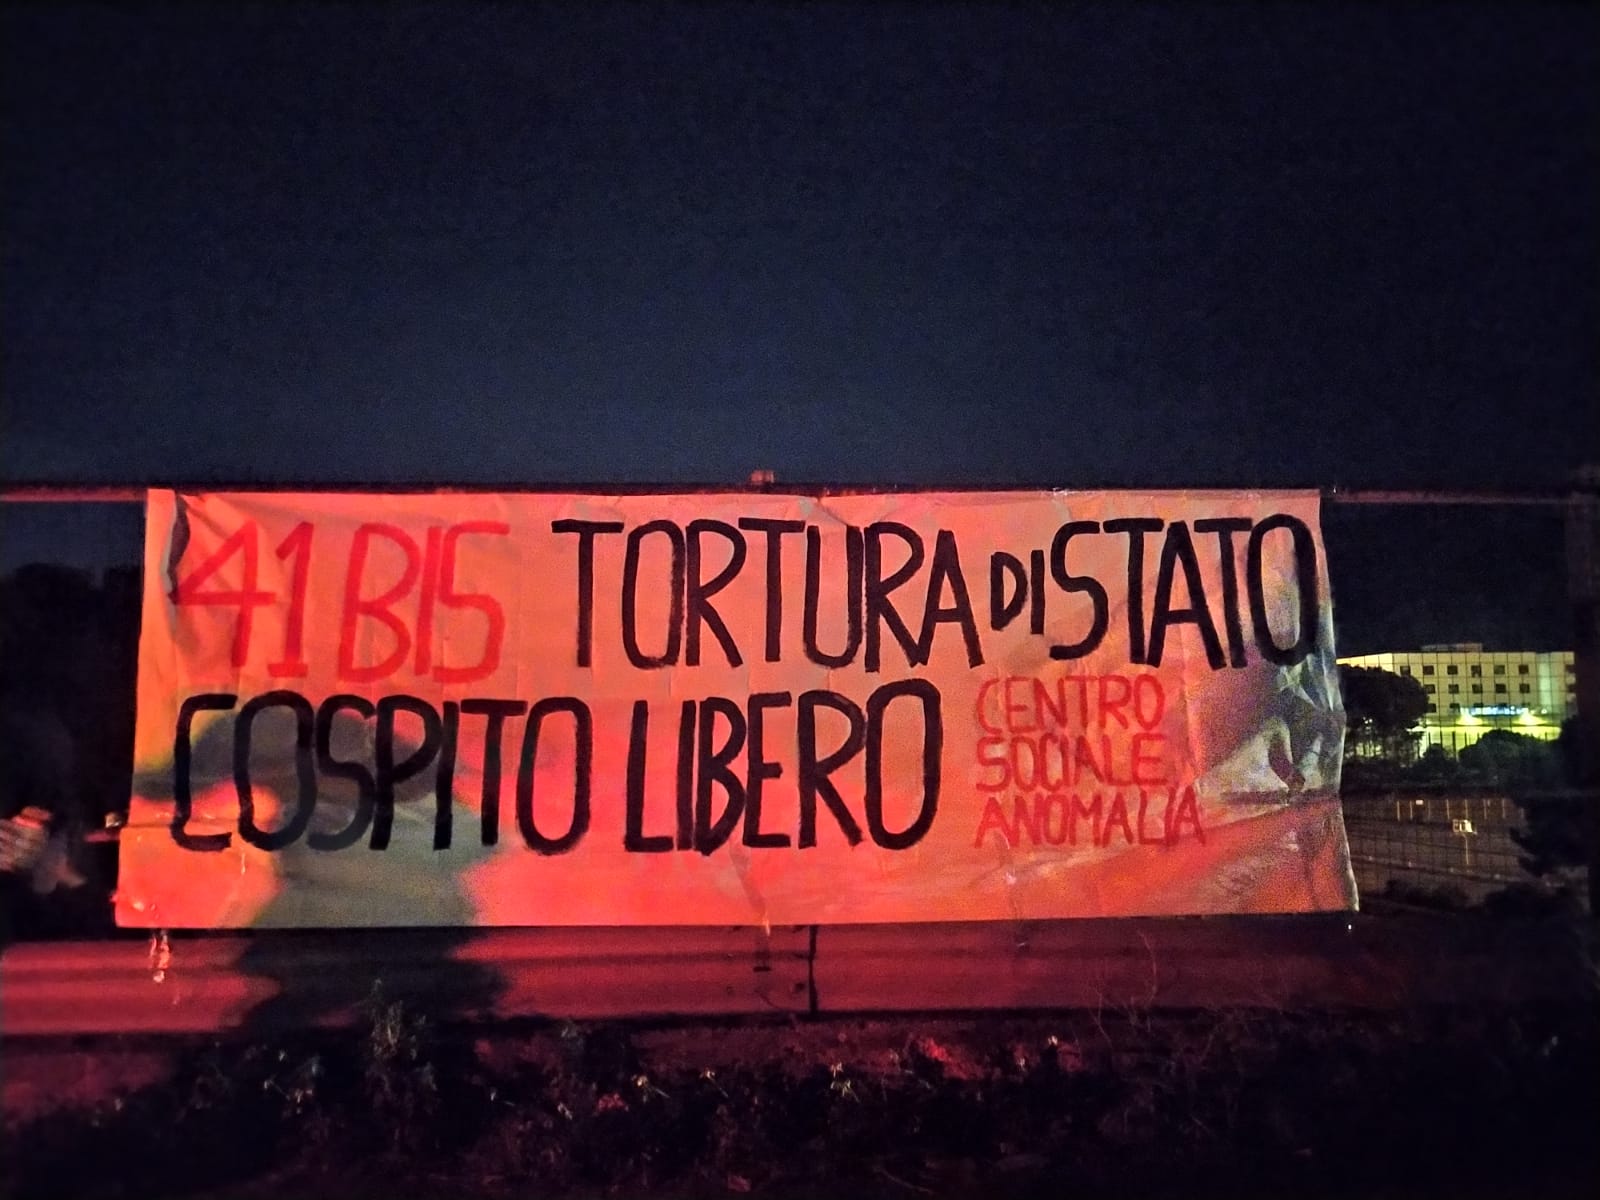 41 BIS TORTURA DI STATO
COSPITO LIBERO
CENTRO
SOCIALE
ANOMALIA